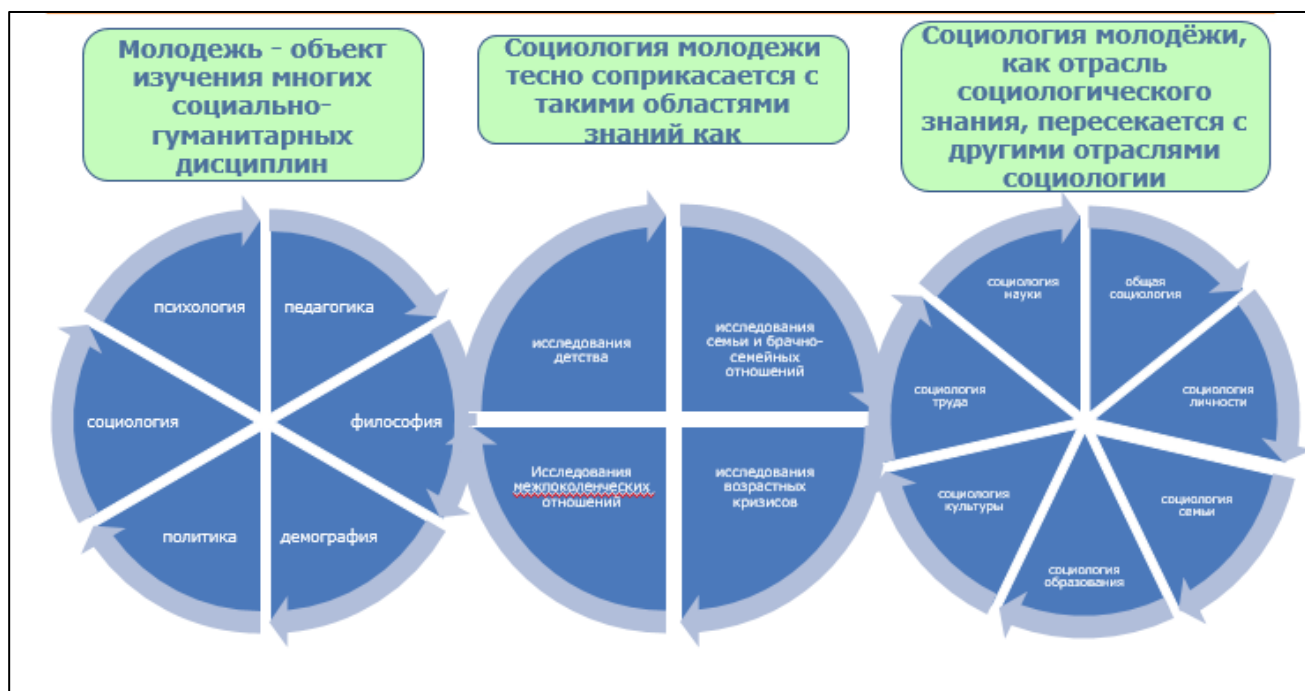 Молодежь - объект
изучения многих
социально-
гуманитарных
дисциплин
Социология молодежи
тесно соприкасается с
такими областями
знаний как
Социология молодёжи,
как отрасль
социологического
знания, пересекается с
другими отраслями
социологии
психология
педагогика
социология
философия
политика
демография
исследования
детства
исследования
семьи и брачно-
семейных
отношений
Исследования
межпоколенческих
отношений
исследования
возрастных
кризисов
социология
науки
общая
социология
социология
труда
социология
личности
социология
культуры
социология
семьи
социология
образования